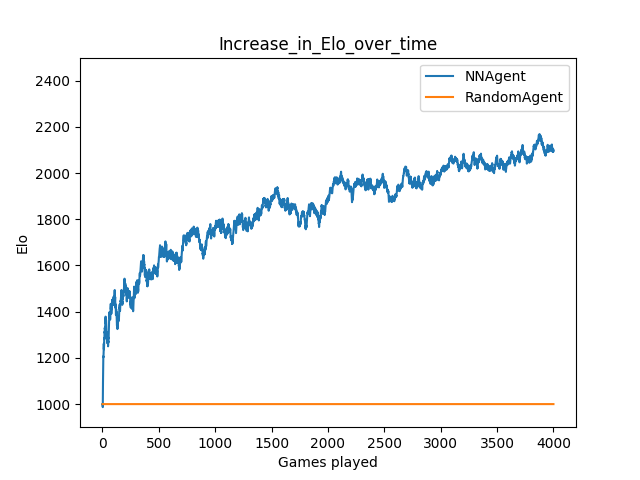 Increase_in_Elo_over_time
NNAgent
RandomAgent
2400
2200
2000
1800
1600
1400
1200
1000
Elo
0 500 1000 1500 2000 2500 3000 3500 4000
Games played